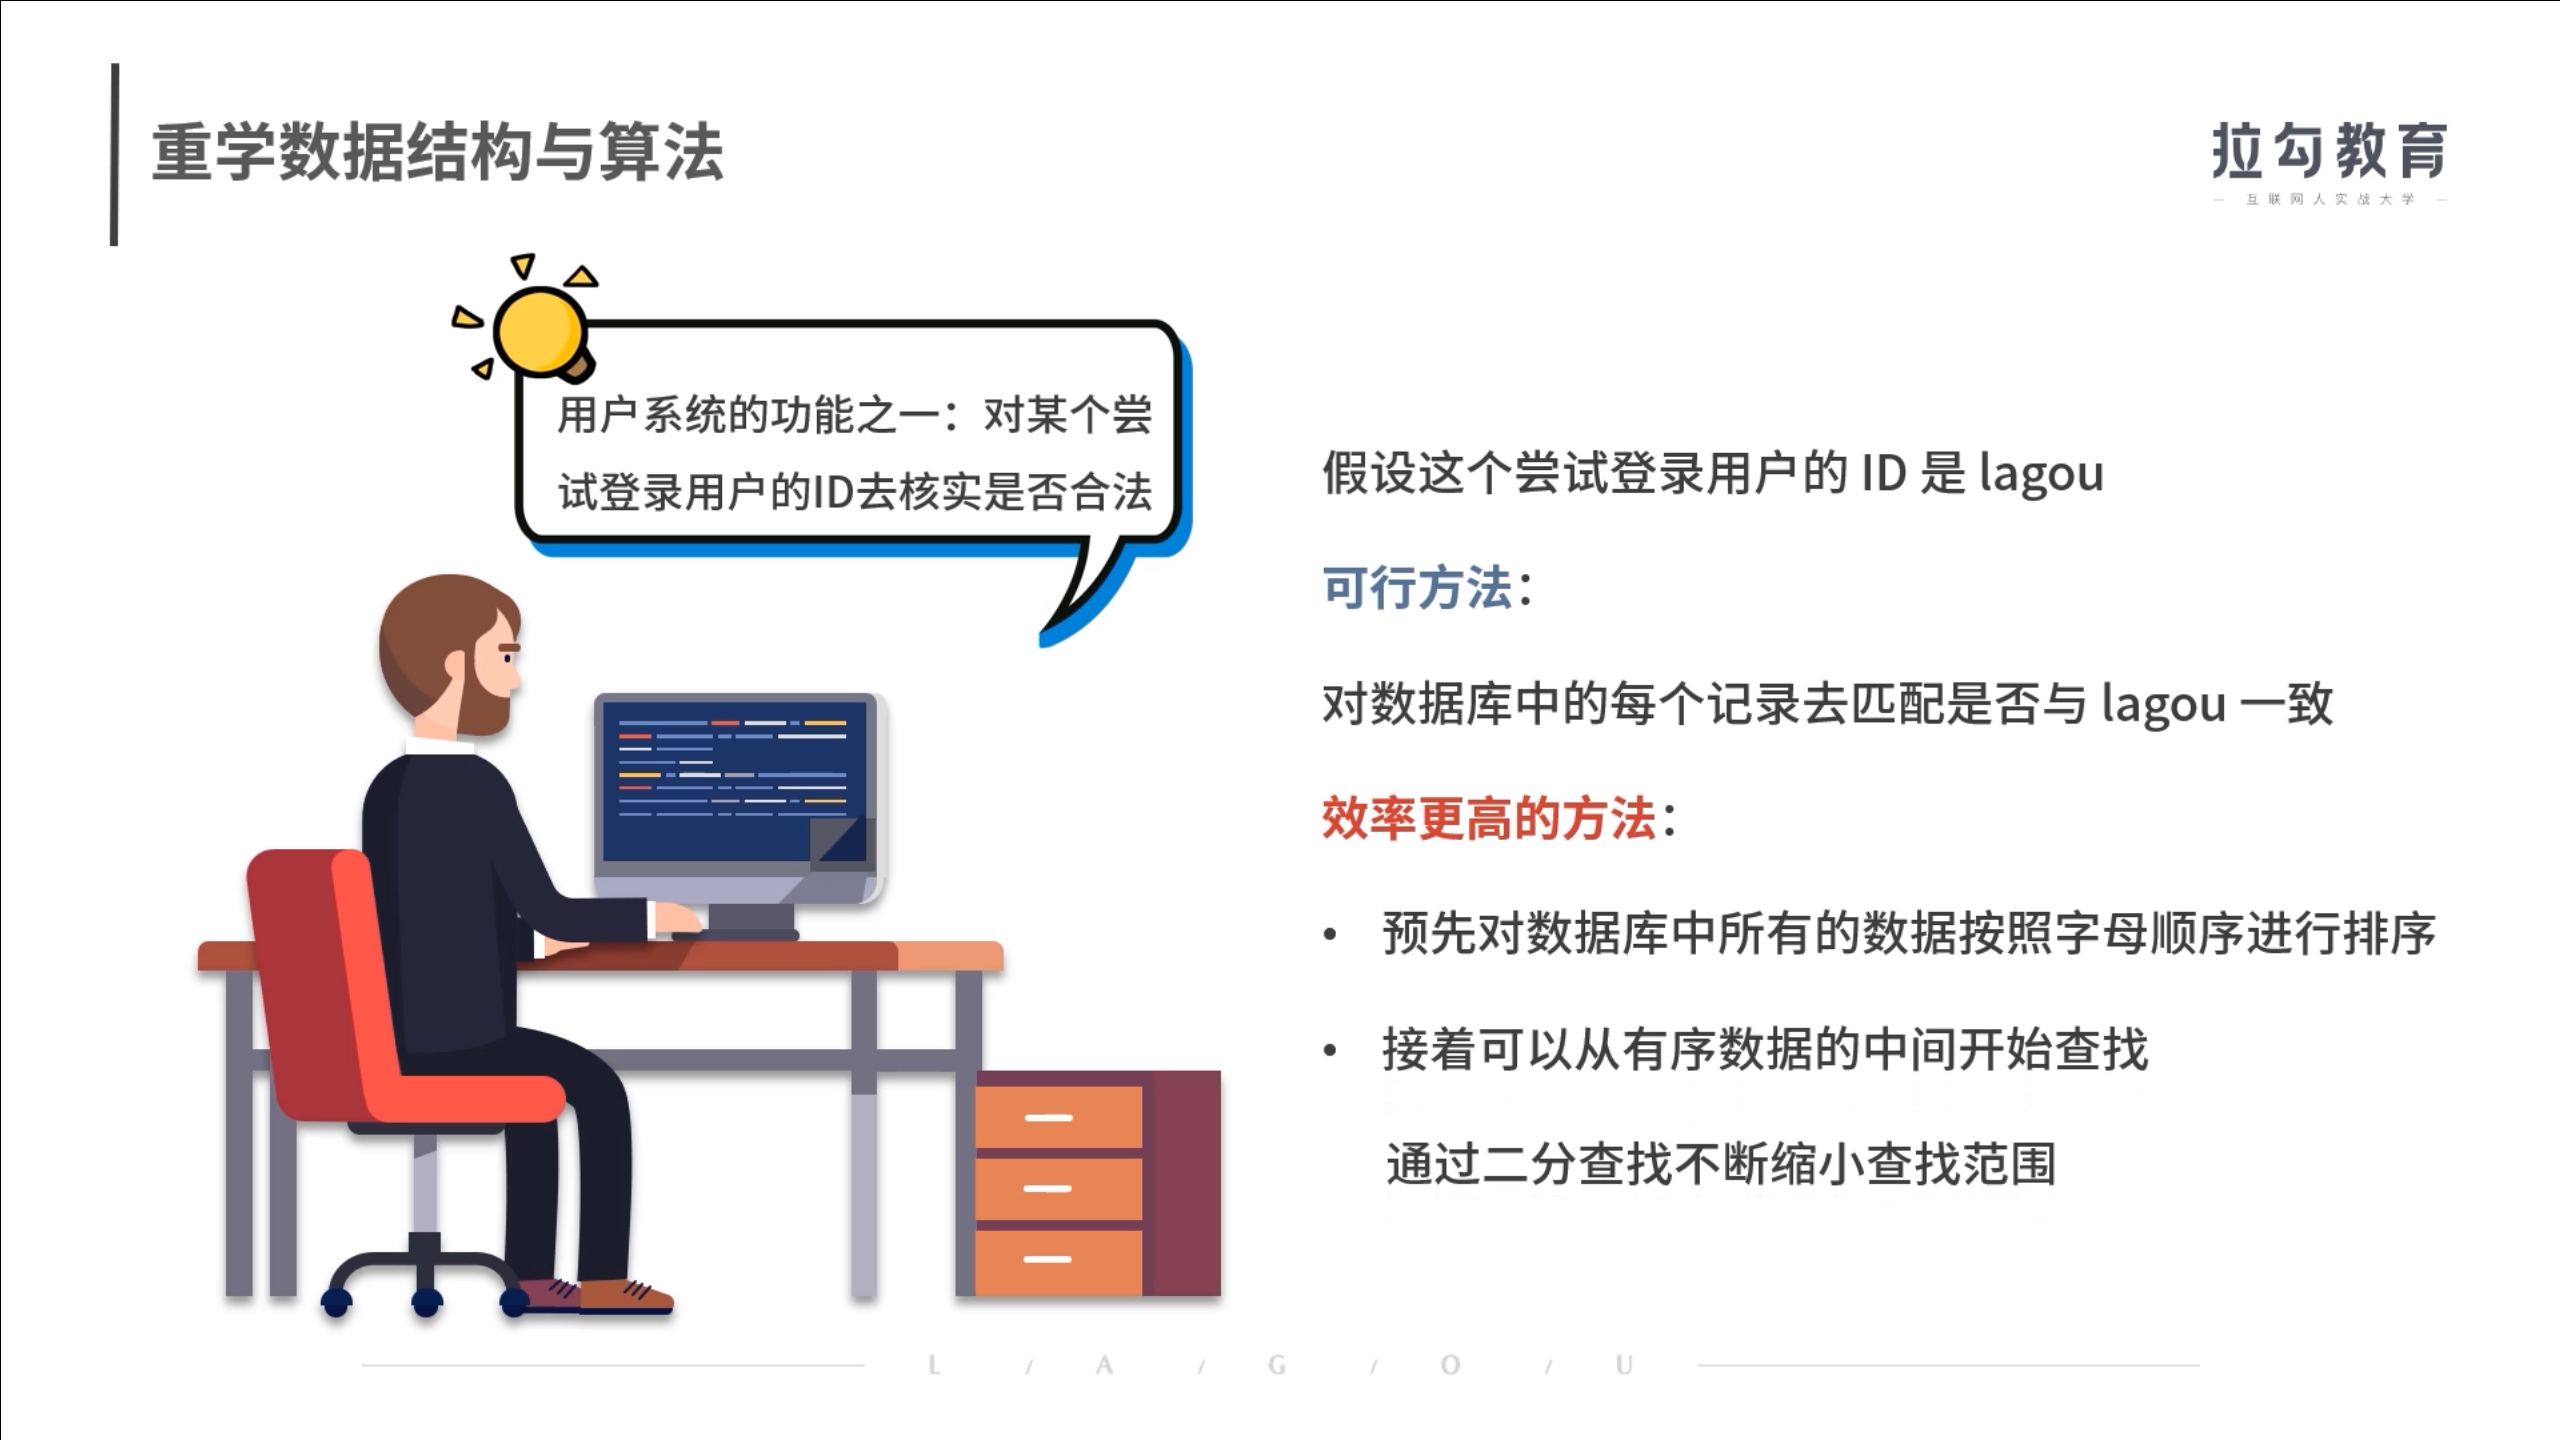 重学数据结构与算法
拉勾教育
— 互联网人实战大学 —
用户系统的功能之一：对某个尝
试登录用户的ID去核实是否合法
假设这个尝试登录用户的 ID 是 lagou
可行方法：
对数据库中的每个记录去匹配是否与 lagou 一致
效率更高的方法：
• 预先对数据库中所有的数据按照字母顺序进行排序
• 接着可以从有序数据的中间开始查找
通过二分查找不断缩小查找范围
L / A / G / O / U